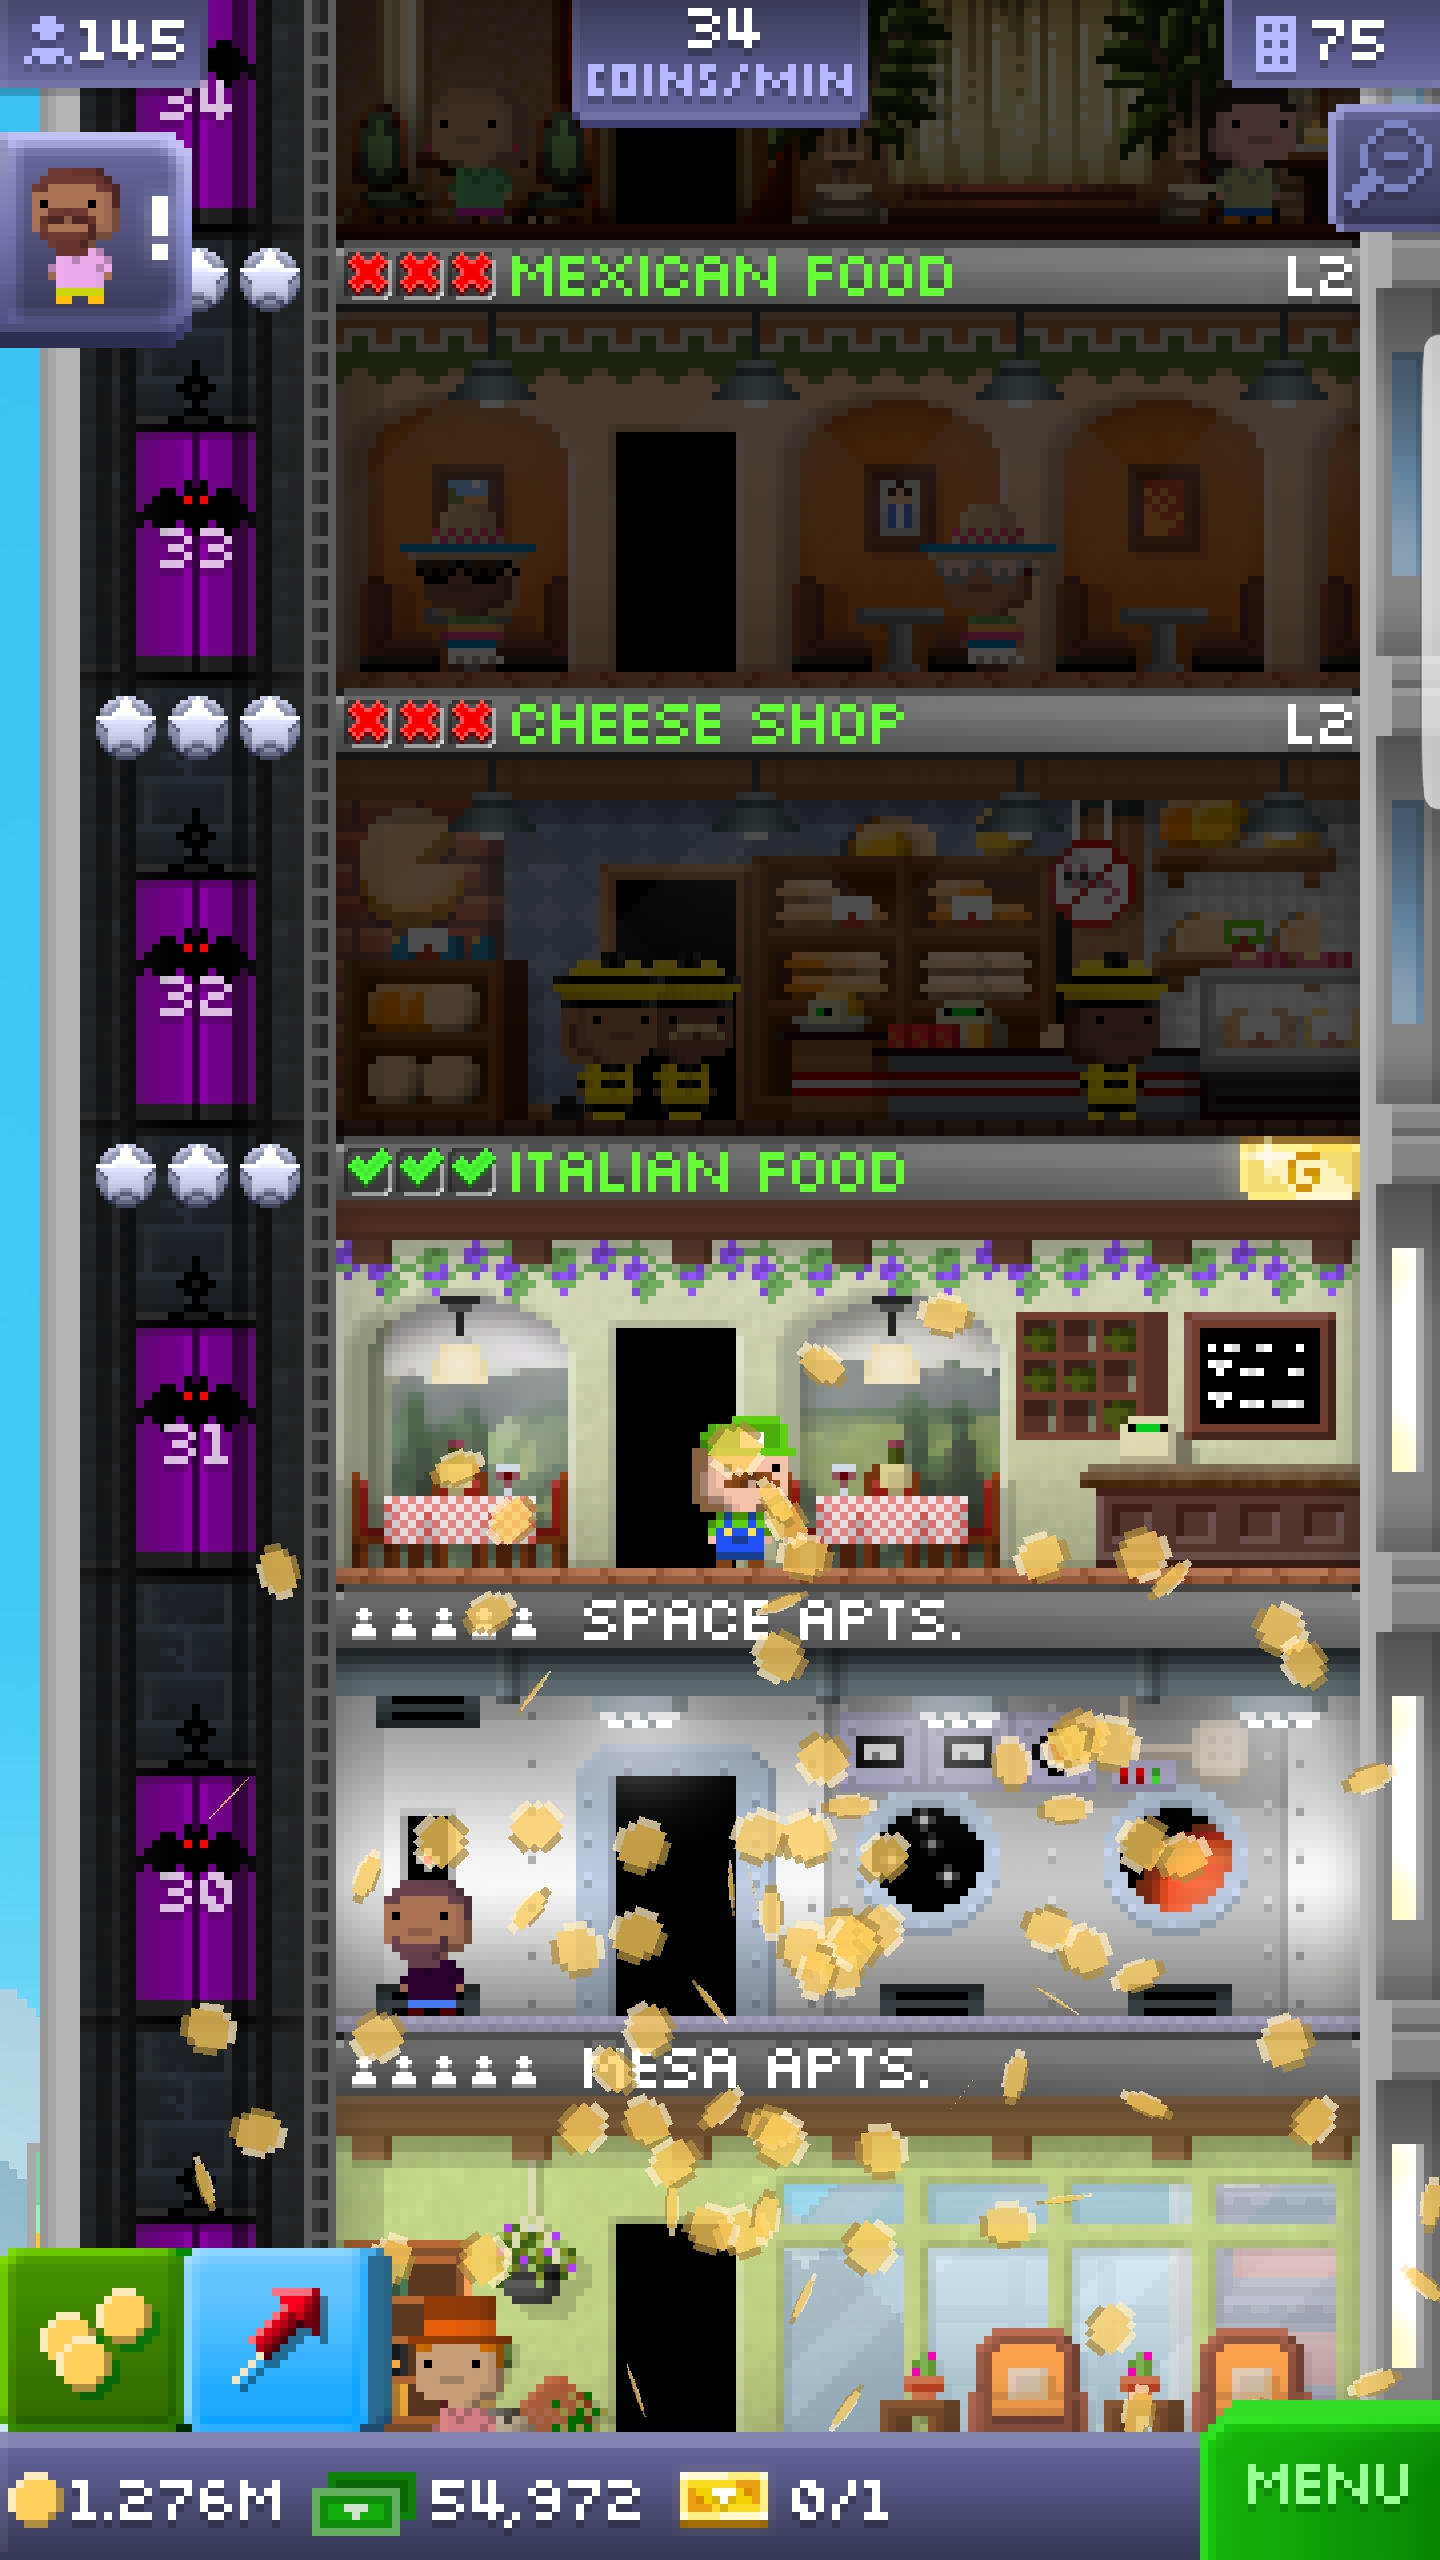 145
34
COINS/MIN
75
34
!
MEXICAN FOOD L2
33
CHEESE SHOP L2
32
ITALIAN FOOD G
31
SPACE APTS.
30
MESA APTS.
1.276M 54,972 0/1 MENU